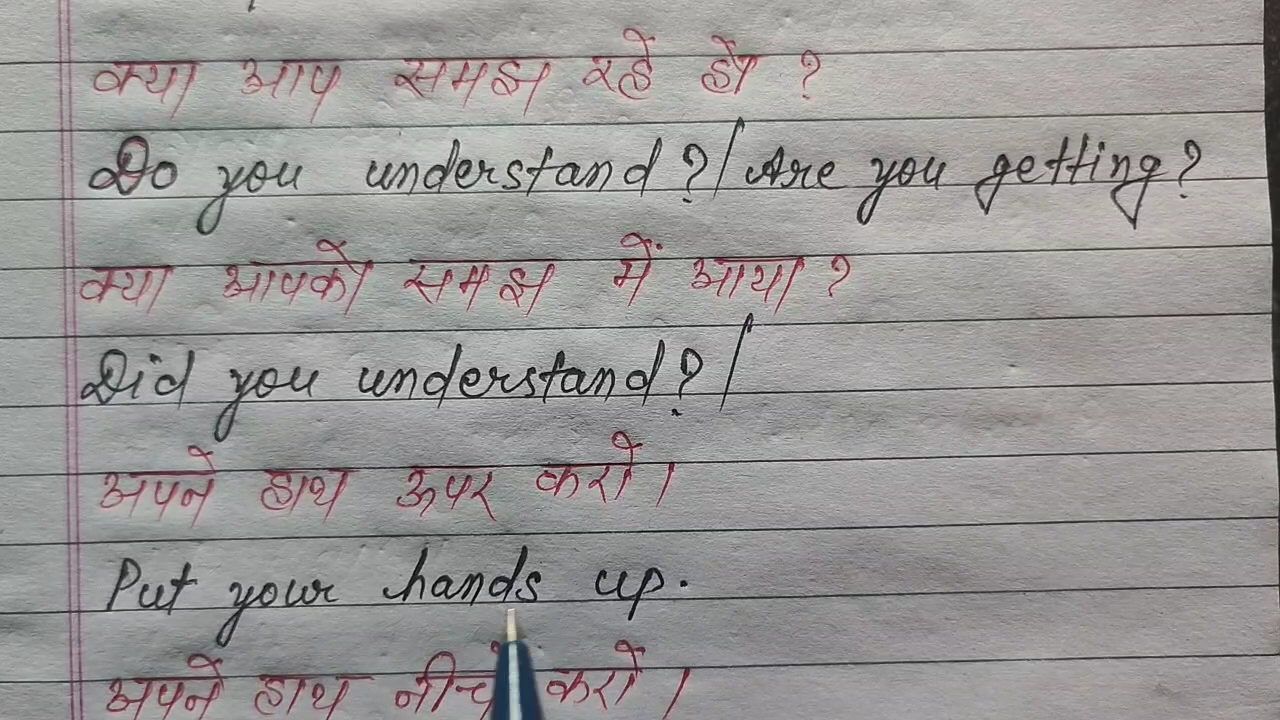 क्या आप समझ रहे हो ?
Do you understand ? / Are you getting ?
क्या आपको समझ में आया ?
Did you understand ? /
अपने हाथ ऊपर करो ।
Put your hands up.
अपने हाथ नीचे करो ।